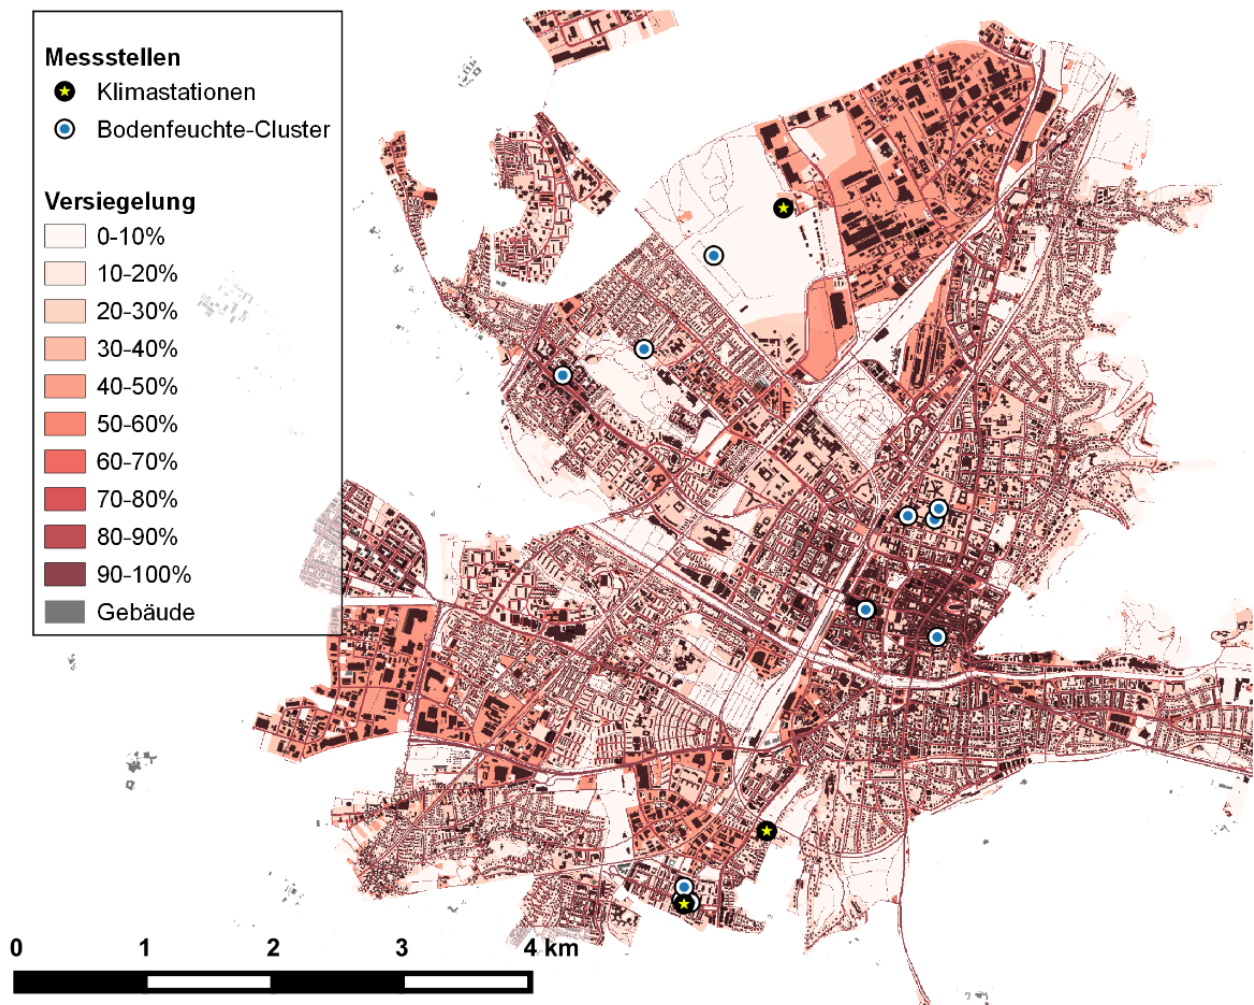 Messstellen
Klimastationen
Bodenfeuchte-Cluster
Versiegelung
0-10%
10-20%
20-30%
30-40%
40-50%
50-60%
60-70%
70-80%
80-90%
90-100%
Gebäude
0 1 2 3 4 km